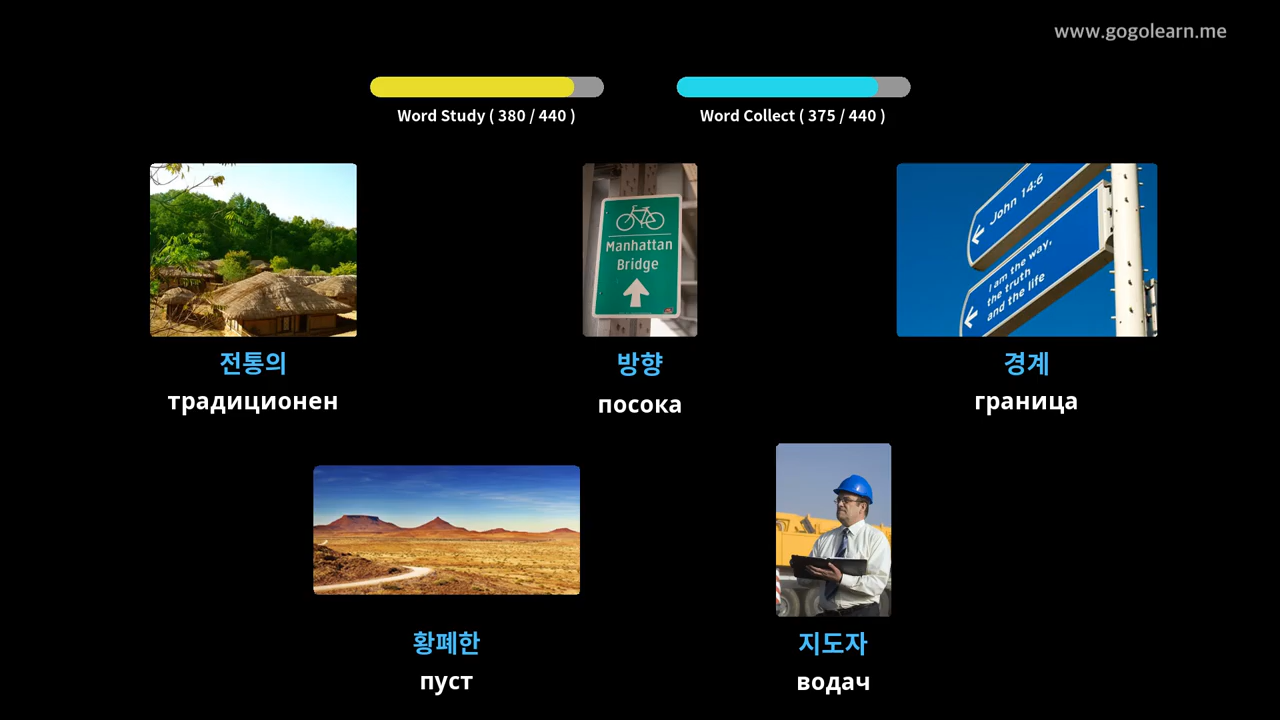 www.gogolearn.me
Word Study ( 380 / 440 )
Word Collect ( 375 / 440 )
Manhattan
Bridge
John 14:6
I am the way,
the truth
and the life
전통의
традиционен
방향
посока
경계
граница
황폐한
пуст
지도자
водач